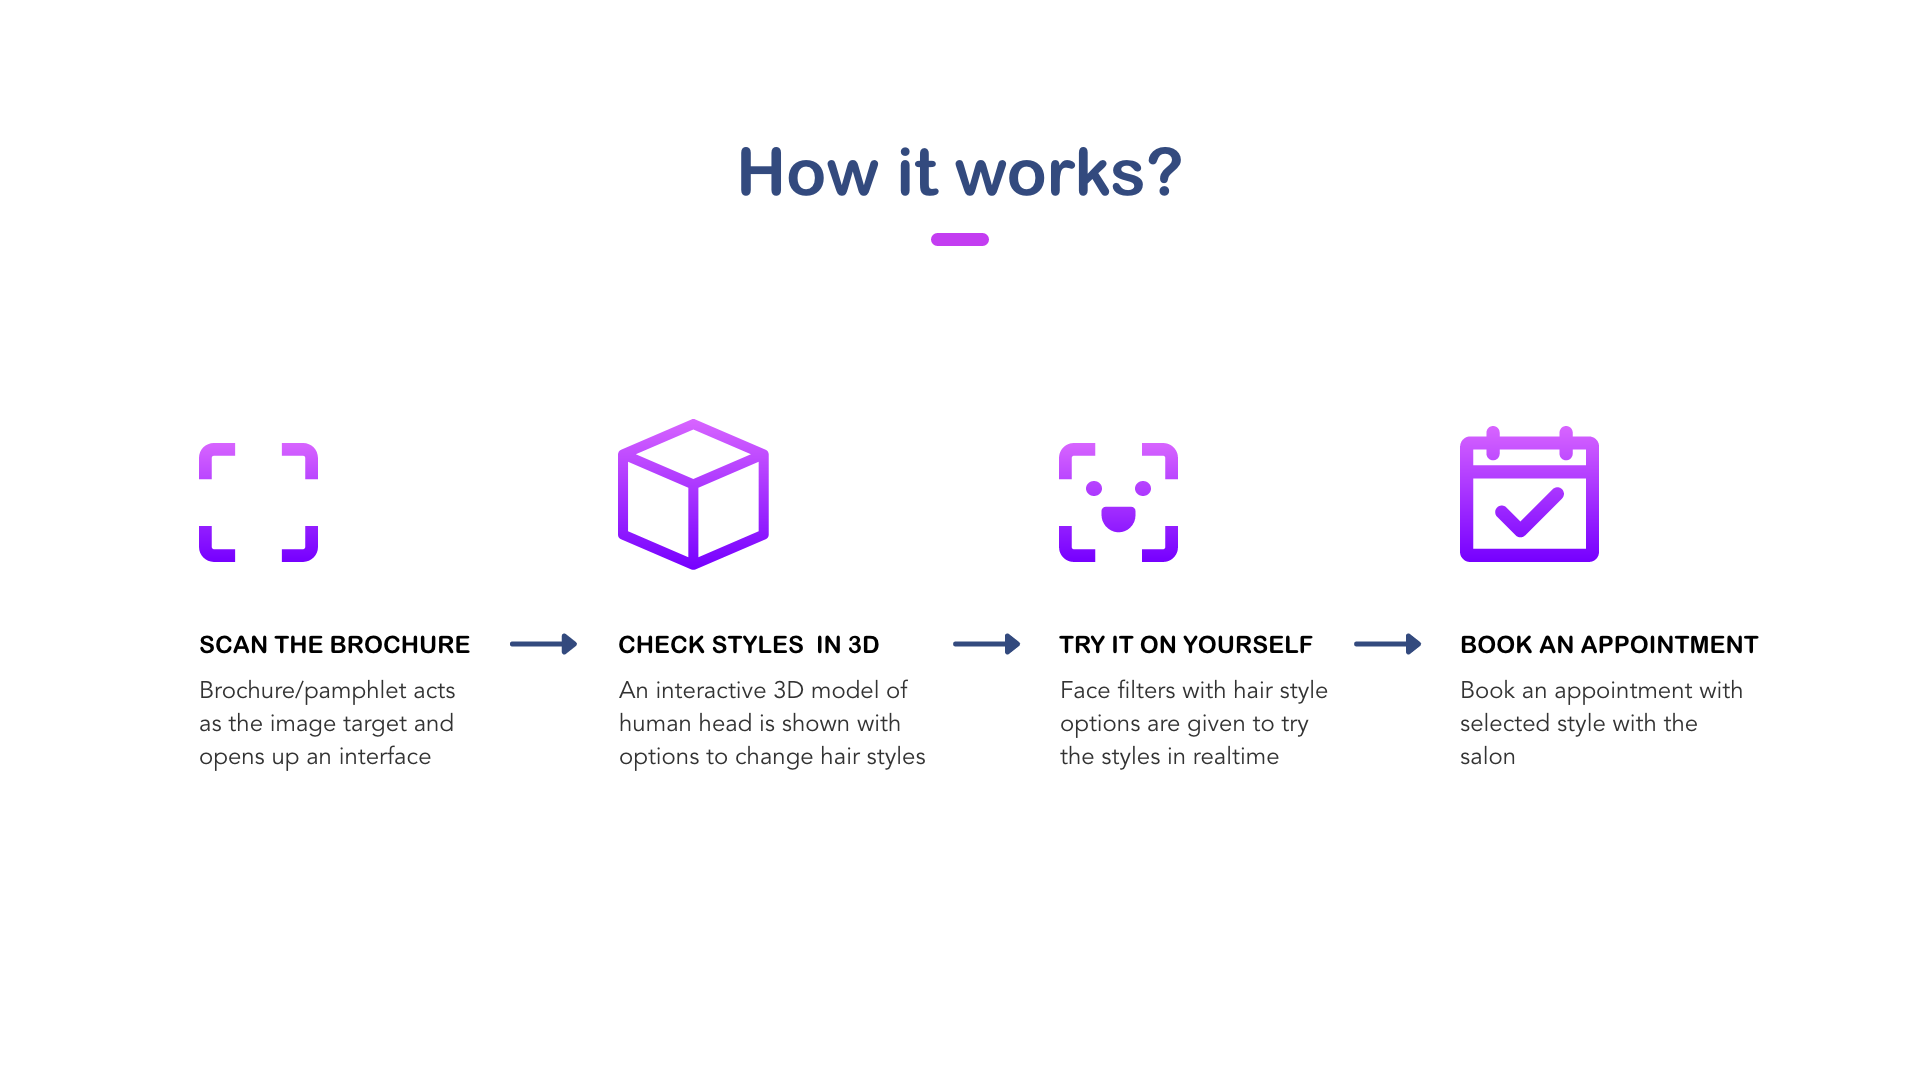 How it works?
SCAN THE BROCHURE
Brochure/pamphlet acts
as the image target and
opens up an interface
CHECK STYLES  IN 3D
An interactive 3D model of
human head is shown with
options to change hair styles
TRY IT ON YOURSELF
Face filters with hair style
options are given to try
the styles in realtime
BOOK AN APPOINTMENT
Book an appointment with
selected style with the
salon